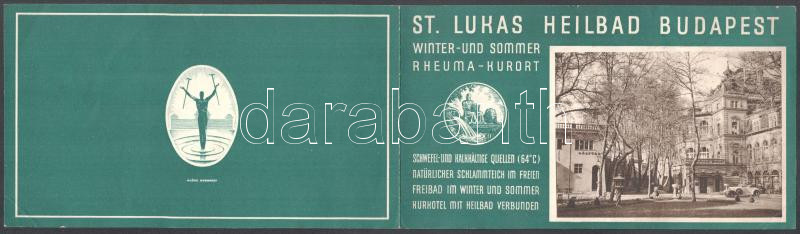 ST. LUKAS HEILBAD BUDAPEST
WINTER- UND SOMMER
RHEUMA-KURORT
SCHWEFEL- UND KALKHÄLTIGE QUELLEN (64°C)
NATÜRLICHER SCHLAMMTEICH IM FREIEN
FREIBAD IM WINTER UND SOMMER
KURHOTEL MIT HEILBAD VERBUNDEN
darabanth